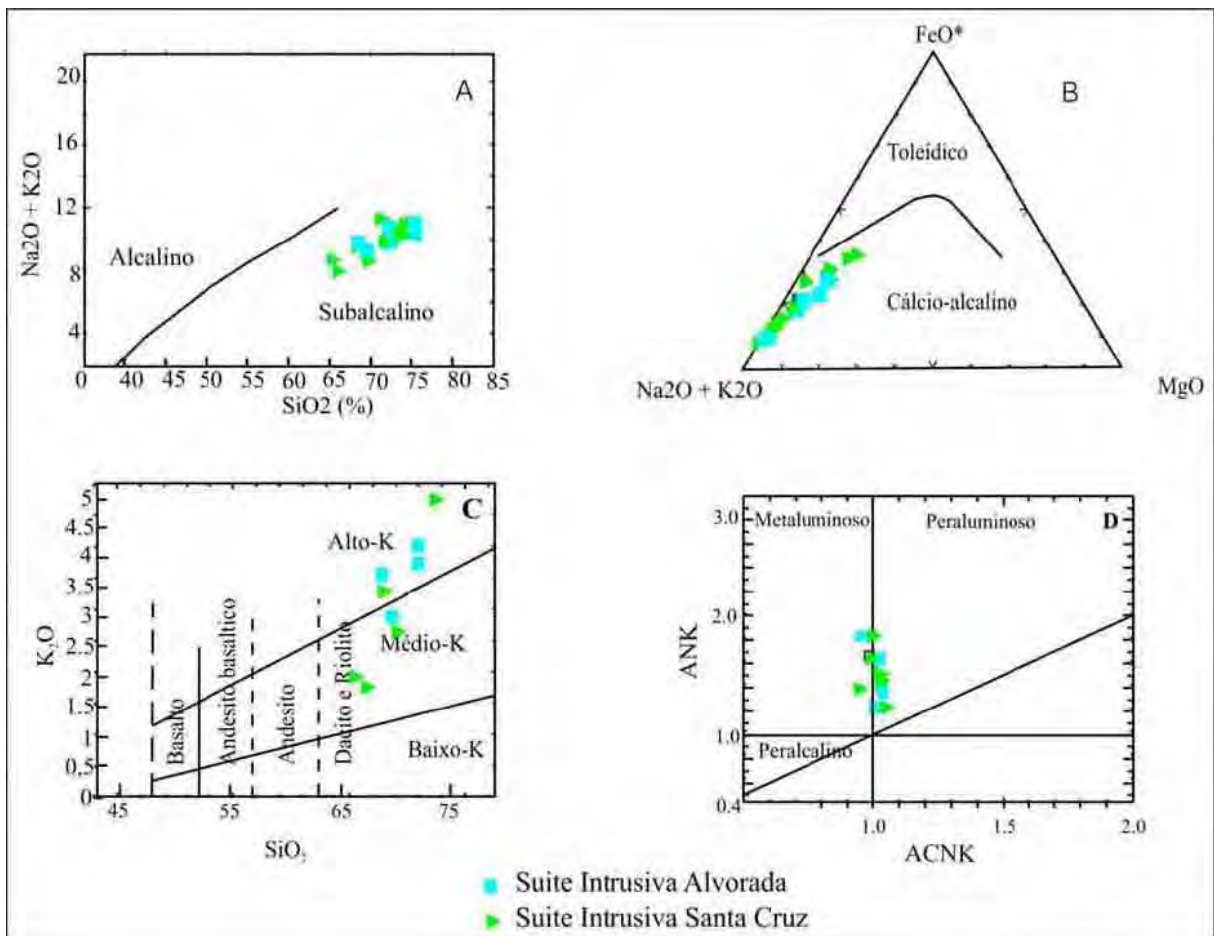 A
20
16
12
8
4
Na2O + K2O
Alcalino
Subalcalino
0 40 45 50 55 60 65 70 75 80 85
SiO2 (%)
FeO*
B
Toleídico
Cálcio-alcalino
Na2O + K2O
MgO
C
5
4.5
4
3.5
3
2.5
2
1.5
1
0,5
0
K2O
Alto-K
Médio-K
Baixo-K
Basalto
Andesito basaltico
Andesito
Dacito e Riolito
45 55 65 75
SiO2
Metaluminoso
Peraluminoso
D
3.0
2.0
1.0
0.4
ANK
Peralcalino
1.0 1.5 2.0
ACNK
Suite Intrusiva Alvorada
Suite Intrusiva Santa Cruz